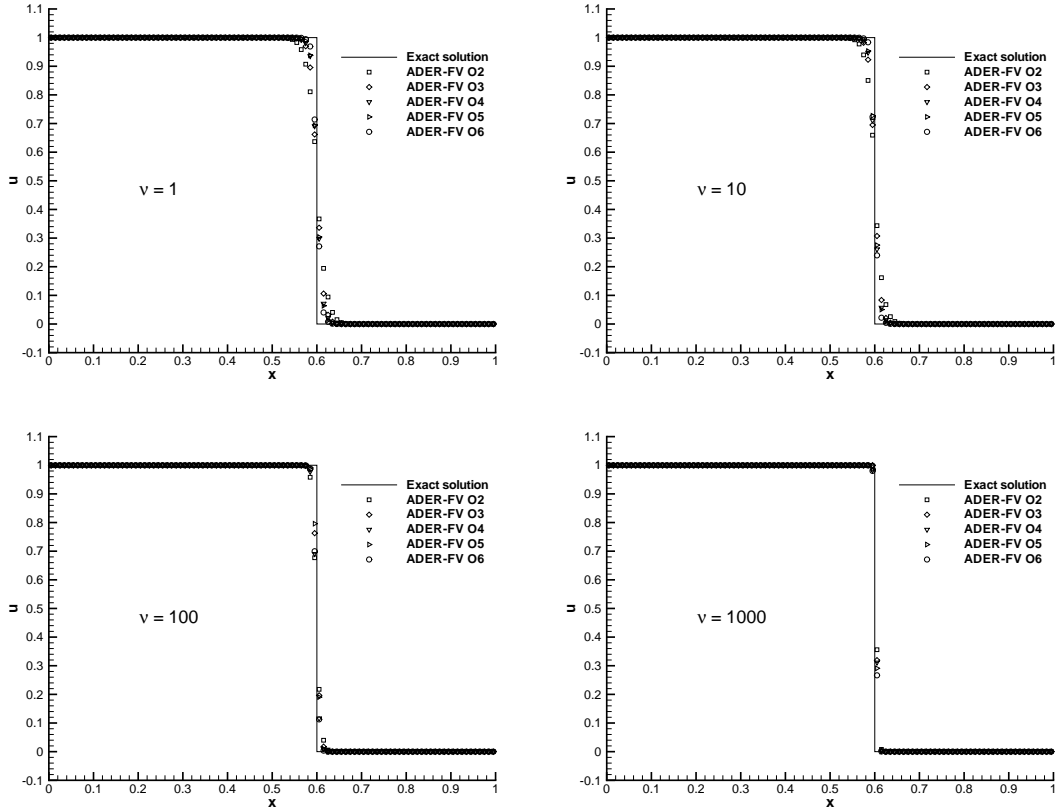 1.1
1
0.9
0.8
0.7
0.6
0.5
0.4
0.3
0.2
0.1
0
-0.1
u
0 0.1 0.2 0.3 0.4 0.5 0.6 0.7 0.8 0.9 1
x
ν = 1
Exact solution
ADER-FV O2
ADER-FV O3
ADER-FV O4
ADER-FV O5
ADER-FV O6
1.1
1
0.9
0.8
0.7
0.6
0.5
0.4
0.3
0.2
0.1
0
-0.1
u
0 0.1 0.2 0.3 0.4 0.5 0.6 0.7 0.8 0.9 1
x
ν = 10
Exact solution
ADER-FV O2
ADER-FV O3
ADER-FV O4
ADER-FV O5
ADER-FV O6
1.1
1
0.9
0.8
0.7
0.6
0.5
0.4
0.3
0.2
0.1
0
-0.1
u
0 0.1 0.2 0.3 0.4 0.5 0.6 0.7 0.8 0.9 1
x
ν = 100
Exact solution
ADER-FV O2
ADER-FV O3
ADER-FV O4
ADER-FV O5
ADER-FV O6
1.1
1
0.9
0.8
0.7
0.6
0.5
0.4
0.3
0.2
0.1
0
-0.1
u
0 0.1 0.2 0.3 0.4 0.5 0.6 0.7 0.8 0.9 1
x
ν = 1000
Exact solution
ADER-FV O2
ADER-FV O3
ADER-FV O4
ADER-FV O5
ADER-FV O6